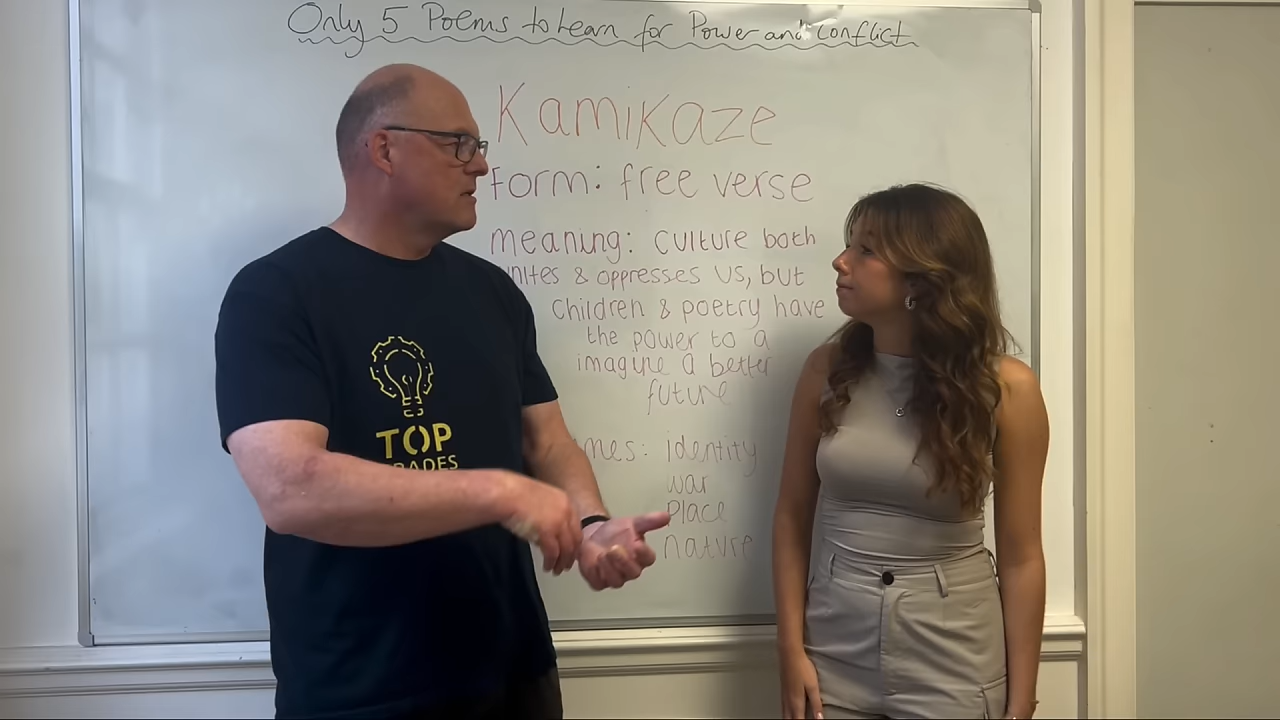 Only 5 Poems to Learn for Power and Conflict
Kamikaze
Form: free verse
meaning: culture both
unites & oppresses us, but
children & poetry have
the power to a
imagine a better
future
identity
war
place
nature
TOP